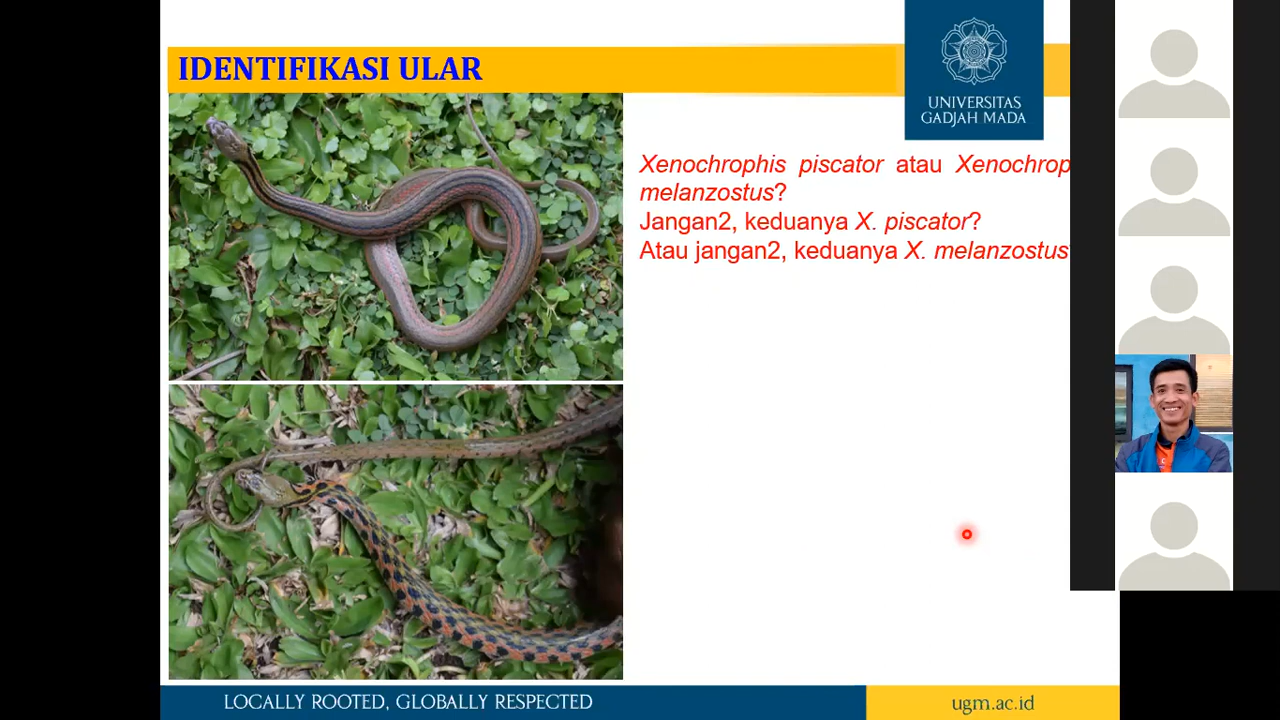 IDENTIFIKASI ULAR
UNIVERSITAS
GADJAH MADA
Xenochrophis piscator atau Xenochrop
melanzostus?
Jangan2, keduanya X. piscator?
Atau jangan2, keduanya X. melanzostus
LOCALLY ROOTED, GLOBALLY RESPECTED
ugm.ac.id